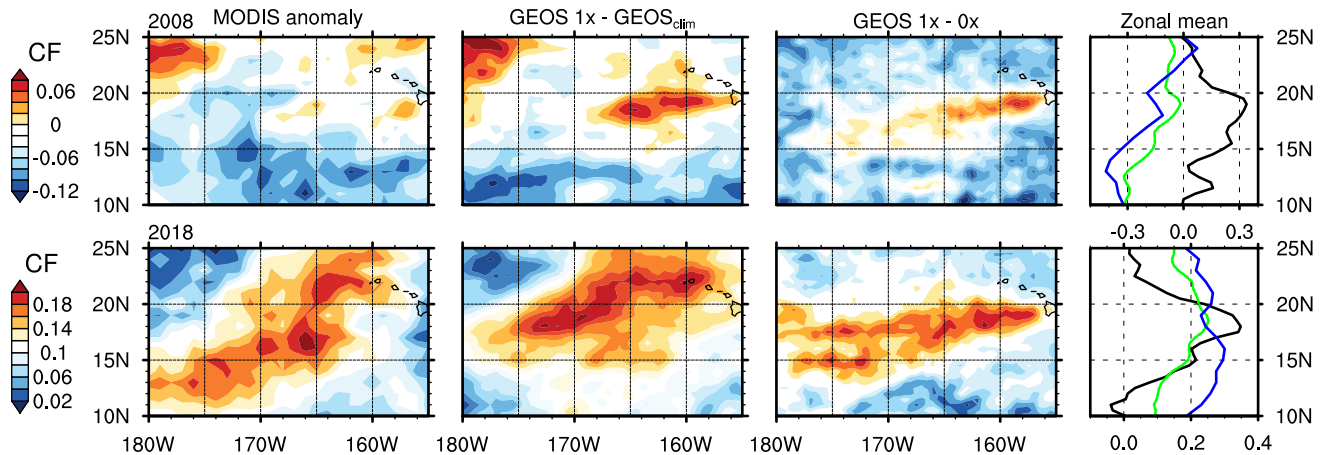 2008 MODIS anomaly GEOS 1x - GEOSclim GEOS 1x - 0x Zonal mean
CF
0.06
0
-0.06
-0.12
25N
20N
15N
10N
25N
20N
15N
10N
-0.3 0.0 0.3
2018
CF
0.18
0.14
0.1
0.06
0.02
25N
20N
15N
10N
25N
20N
15N
10N
180W 170W 160W 180W 170W 160W 180W 170W 160W 0.0 0.2 0.4